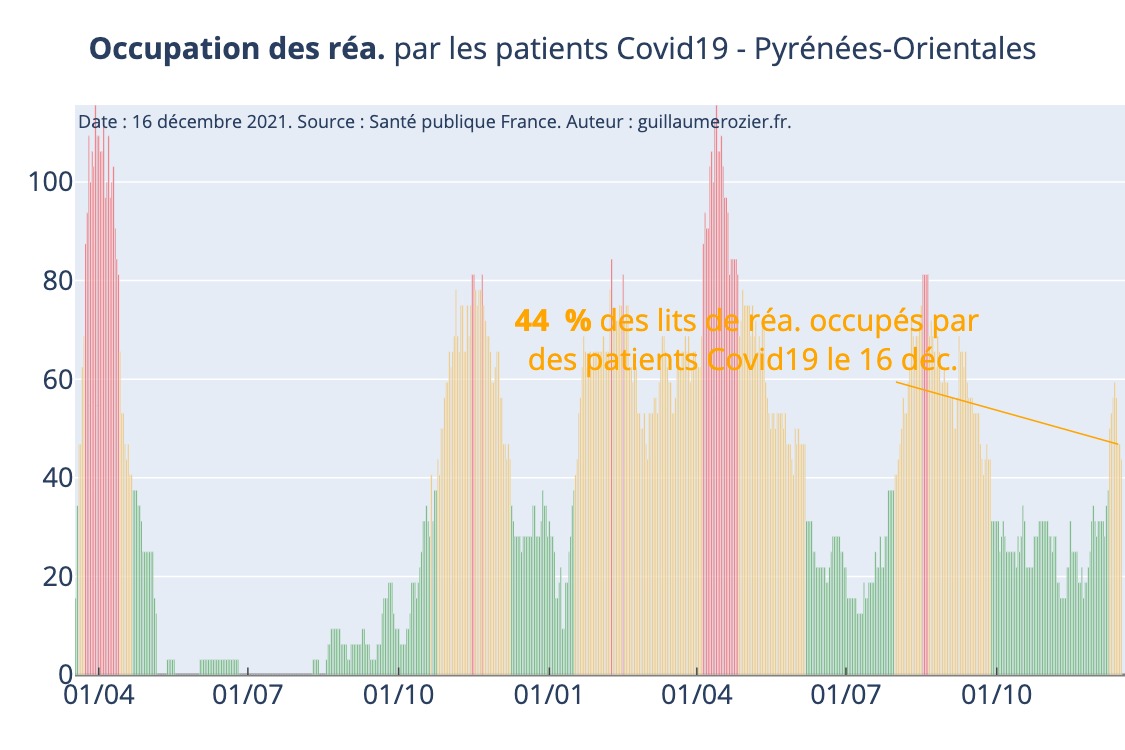 Occupation des réa. par les patients Covid19 - Pyrénées-Orientales
Date : 16 décembre 2021. Source : Santé publique France. Auteur : guillaumerozier.fr.
100
80
44 % des lits de réa. occupés par
des patients Covid19 le 16 déc.
60
40
20
0
01/04 01/07 01/10 01/01 01/04 01/07 01/10